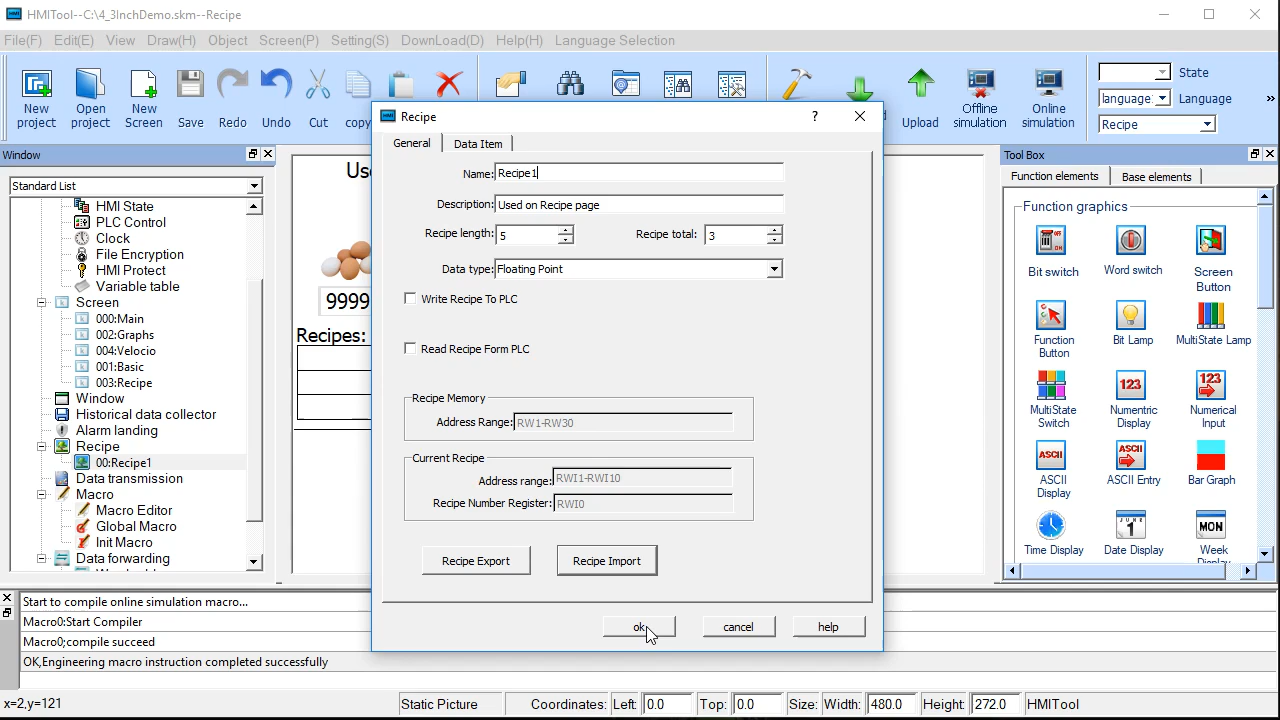 HMITool--C:\4_3InchDemo.skm--Recipe
File(F) Edit(E) View Draw(H) Object Screen(P) Setting(S) DownLoad(D) Help(H) Language Selection
New project
Open project
New Screen
Save
Redo
Undo
Cut
copy
Upload
Offline simulation
Online simulation
State
language: Language
Recipe
Window
Standard List
HMI State
PLC Control
Clock
File Encryption
HMI Protect
Variable table
Screen
000:Main
002:Graphs
004:Velocio
001:Basic
003:Recipe
Window
Historical data collector
Alarm landing
Recipe
00:Recipe1
Data transmission
Macro
Macro Editor
Global Macro
Init Macro
Data forwarding
Use
9999
Recipes:
Recipe
?
General Data Item
Name: Recipe1
Description: Used on Recipe page
Recipe length: 5 Recipe total: 3
Data type: Floating Point
Write Recipe To PLC
Read Recipe Form PLC
Recipe Memory
Address Range: RW1-RW30
Current Recipe
Address range: RWI1-RWI10
Recipe Number Register: RWI0
Recipe Export Recipe Import
ok cancel help
Tool Box
Function elements Base elements
Function graphics
Bit switch
Word switch
Screen Button
Function Button
Bit Lamp
MultiState Lamp
MultiState Switch
123
Numeric Display
123
Numerical Input
ASCII
ASCII Display
ASCII
ASCII Entry
Bar Graph
Time Display
JUNE 1
Date Display
MON
Week Display
Start to compile online simulation macro...
Macro0:Start Compiler
Macro0;compile succeed
OK,Engineering macro instruction completed successfully
x=2,y=121 Static Picture Coordinates: Left: 0.0 Top: 0.0 Size: Width: 480.0 Height: 272.0 HMITool